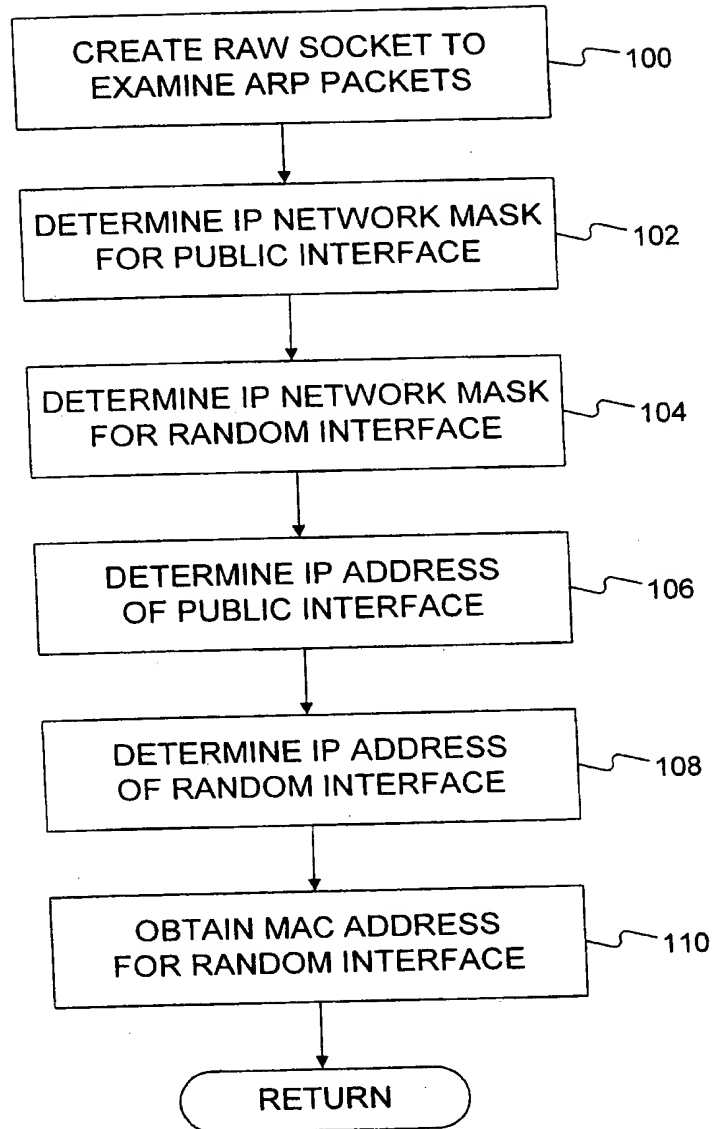 CREATE RAW SOCKET TO
EXAMINE ARP PACKETS
100
DETERMINE IP NETWORK MASK
FOR PUBLIC INTERFACE
102
DETERMINE IP NETWORK MASK
FOR RANDOM INTERFACE
104
DETERMINE IP ADDRESS
OF PUBLIC INTERFACE
106
DETERMINE IP ADDRESS
OF RANDOM INTERFACE
108
OBTAIN MAC ADDRESS
FOR RANDOM INTERFACE
110
RETURN